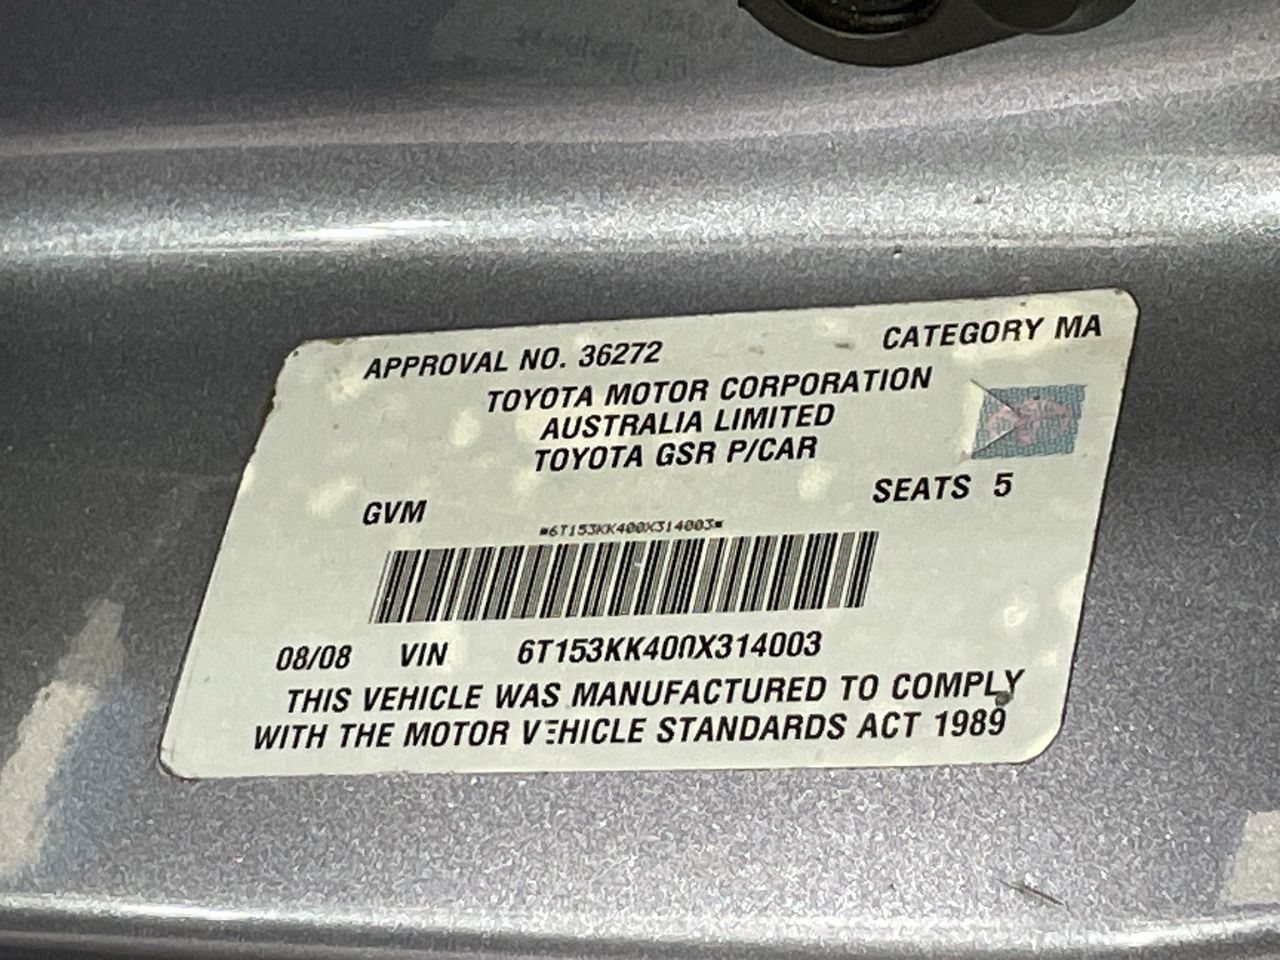 APPROVAL NO. 36272 CATEGORY MA
TOYOTA MOTOR CORPORATION
AUSTRALIA LIMITED
TOYOTA GSR P/CAR
GVM SEATS 5
*6T153KK400X314003*
08/08 VIN 6T153KK400X314003
THIS VEHICLE WAS MANUFACTURED TO COMPLY
WITH THE MOTOR VEHICLE STANDARDS ACT 1989